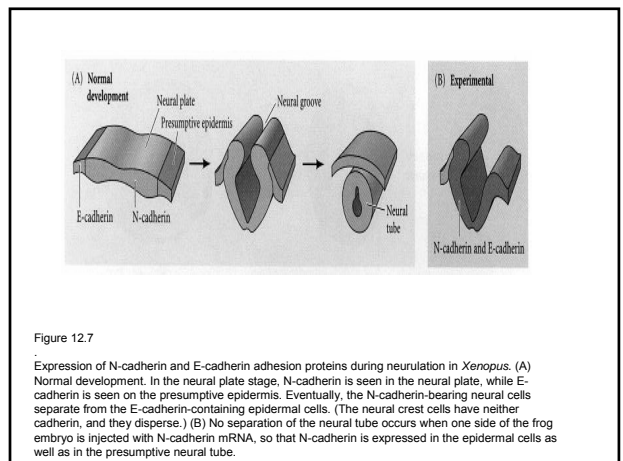 (A) Normal
development
Neural plate
Presumptive epidermis
Neural groove
E-cadherin
N-cadherin
Neural
tube
(B) Experimental
N-cadherin and E-cadherin
Figure 12.7
.
Expression of N-cadherin and E-cadherin adhesion proteins during neurulation in Xenopus. (A)
Normal development. In the neural plate stage, N-cadherin is seen in the neural plate, while E-
cadherin is seen on the presumptive epidermis. Eventually, the N-cadherin-bearing neural cells
separate from the E-cadherin-containing epidermal cells. (The neural crest cells have neither
cadherin, and they disperse.) (B) No separation of the neural tube occurs when one side of the frog
embryo is injected with N-cadherin mRNA, so that N-cadherin is expressed in the epidermal cells as
well as in the presumptive neural tube.